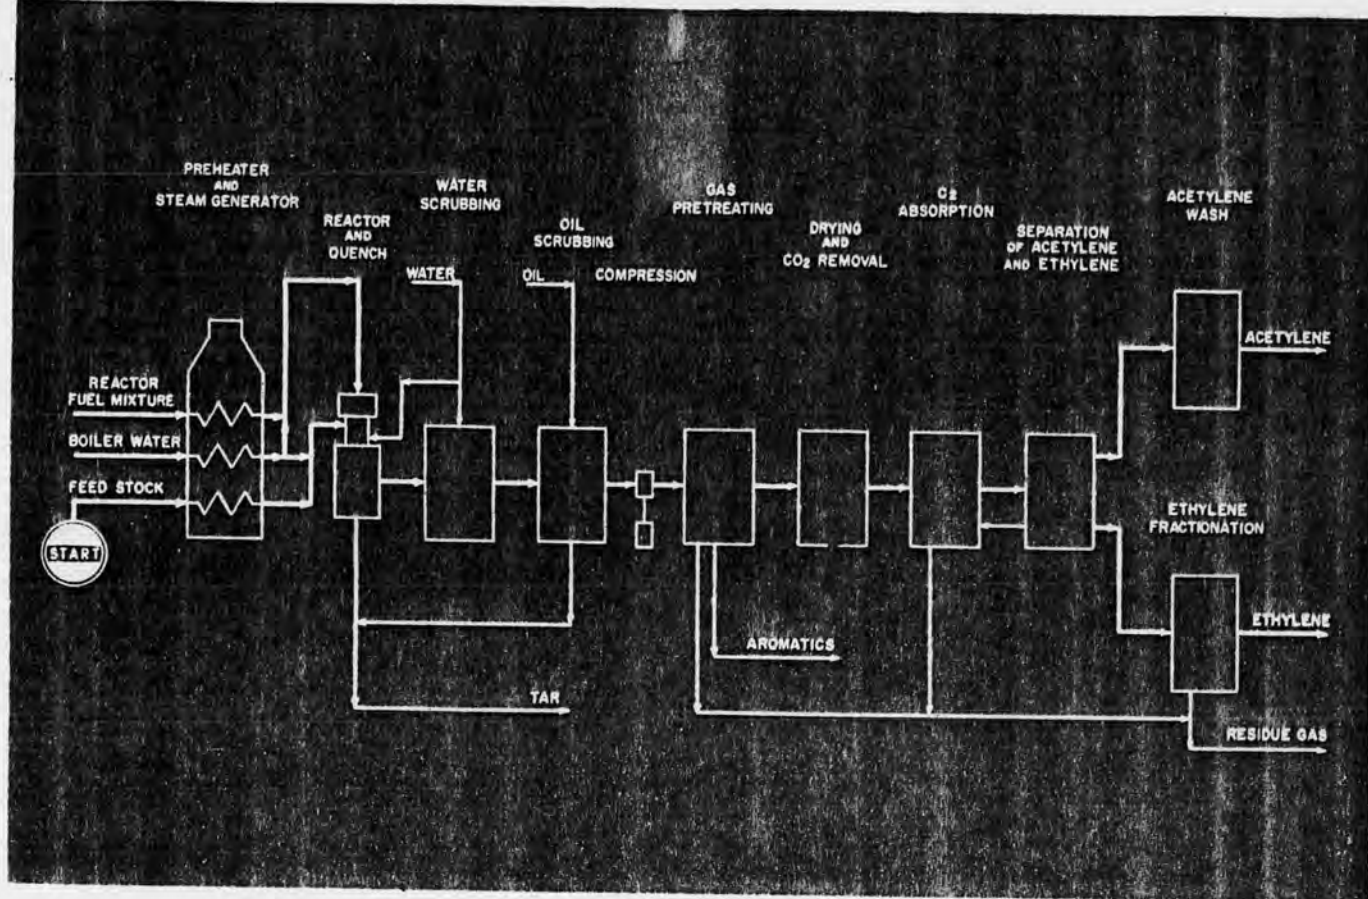 PREHEATER
AND
STEAM GENERATOR
REACTOR
AND
QUENCH
WATER
SCRUBBING
OIL
SCRUBBING
GAS
PRETREATING
DRYING
AND
CO₂ REMOVAL
C₂
ABSORPTION
SEPARATION
OF ACETYLENE
AND ETHYLENE
ACETYLENE
WASH
WATER
OIL
COMPRESSION
REACTOR
FUEL MIXTURE
BOILER WATER
FEED STOCK
START
ACETYLENE
ETHYLENE
FRACTIONATION
ETHYLENE
AROMATICS
TAR
RESIDUE GAS